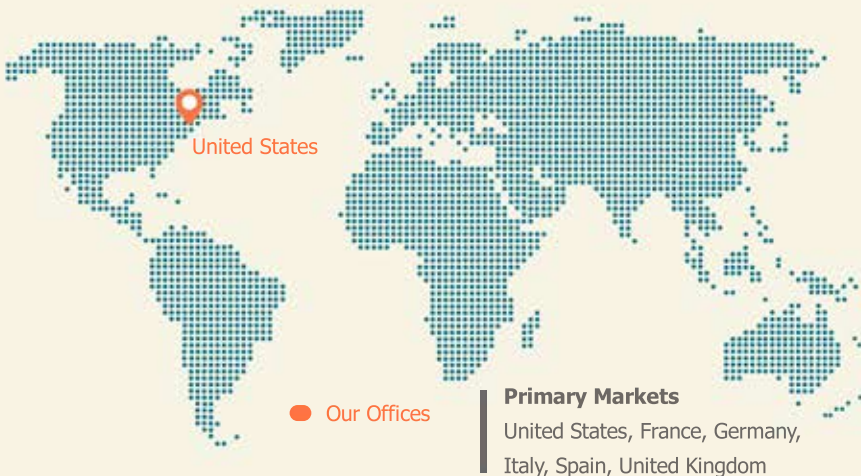 United States
Our Offices
Primary Markets
United States, France, Germany,
Italy, Spain, United Kingdom